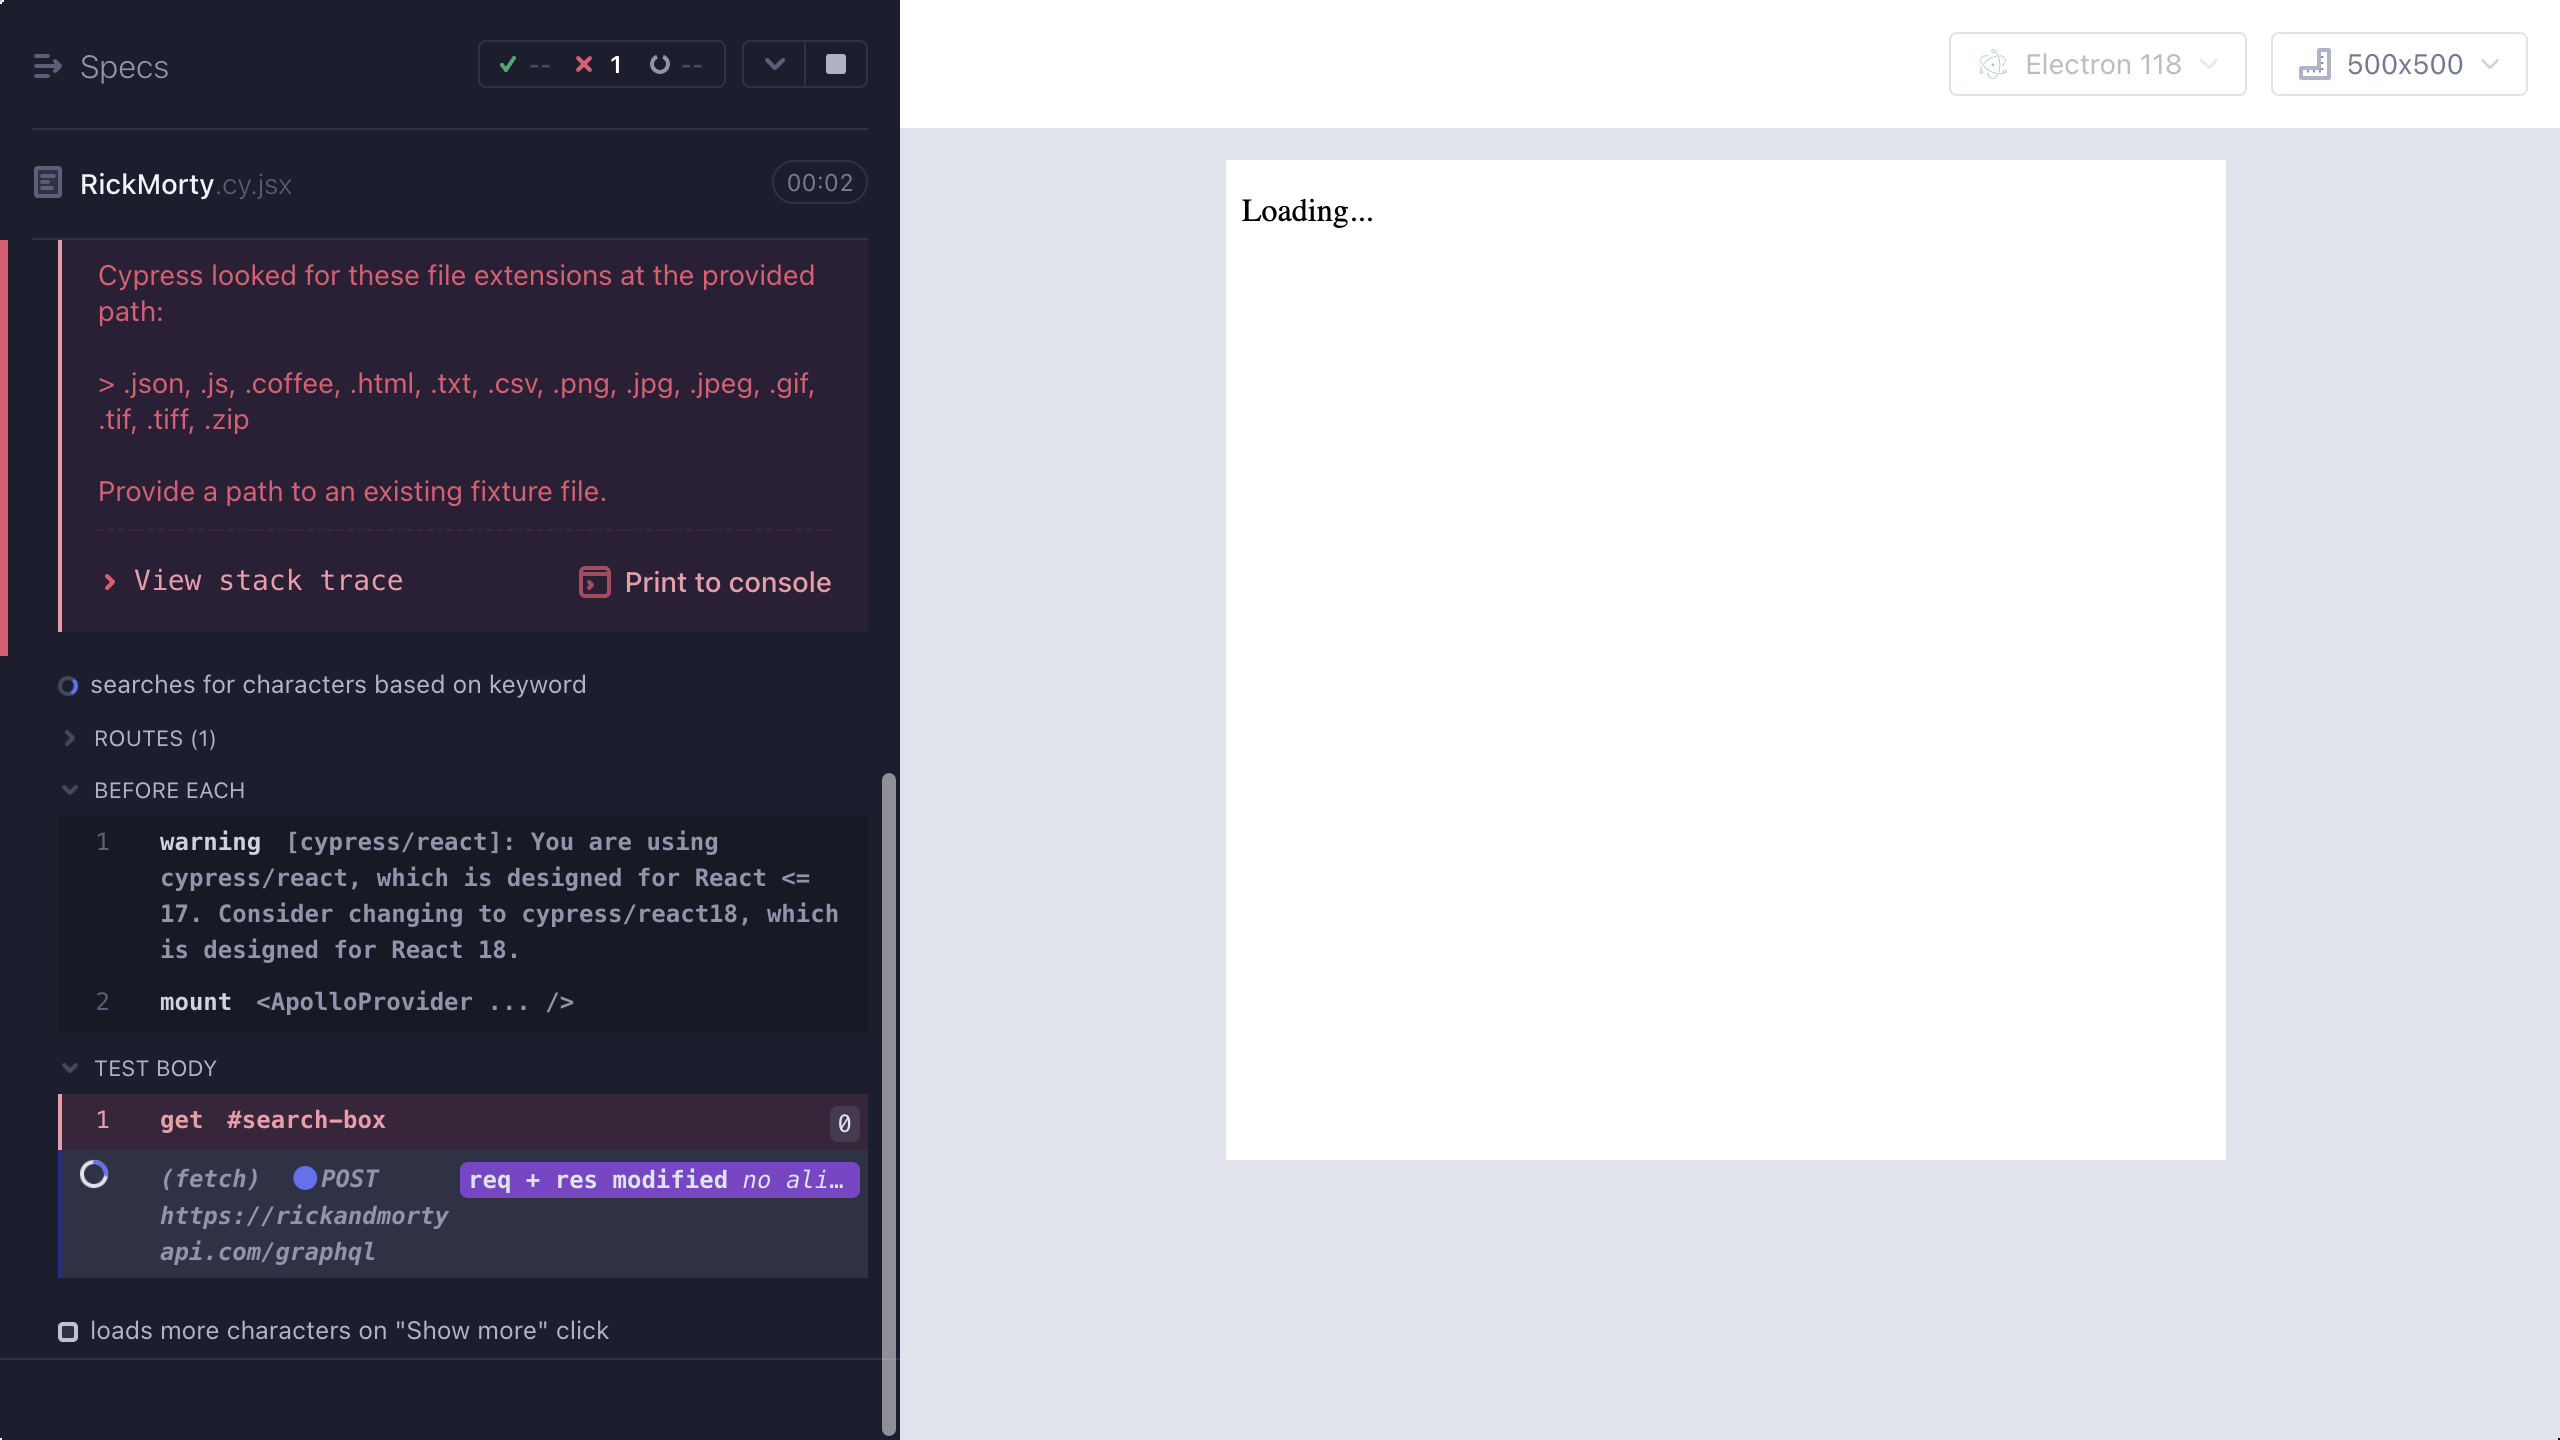 Specs
-- 1 --
Electron 118
500x500
RickMorty.cy.jsx
00:02
Loading...
Cypress looked for these file extensions at the provided
path:
> .json, .js, .coffee, .html, .txt, .csv, .png, .jpg, .jpeg, .gif,
.tif, .tiff, .zip
Provide a path to an existing fixture file.
View stack trace
Print to console
searches for characters based on keyword
ROUTES (1)
BEFORE EACH
1 warning [cypress/react]: You are using
cypress/react, which is designed for React <=
17. Consider changing to cypress/react18, which
is designed for React 18.
2 mount <ApolloProvider ... />
TEST BODY
1 get #search-box 0
(fetch) POST req + res modified no ali…
https://rickandmorty
api.com/graphql
loads more characters on "Show more" click